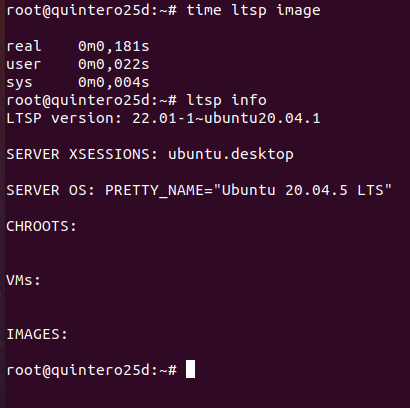 root@quintero25d:~# time ltsp image
real 0m0,181s
user 0m0,022s
sys 0m0,004s
root@quintero25d:~# ltsp info
LTSP version: 22.01-1~ubuntu20.04.1
SERVER XSESSIONS: ubuntu.desktop
SERVER OS: PRETTY_NAME="Ubuntu 20.04.5 LTS"
CHROOTS:
VMs:
IMAGES:
root@quintero25d:~#